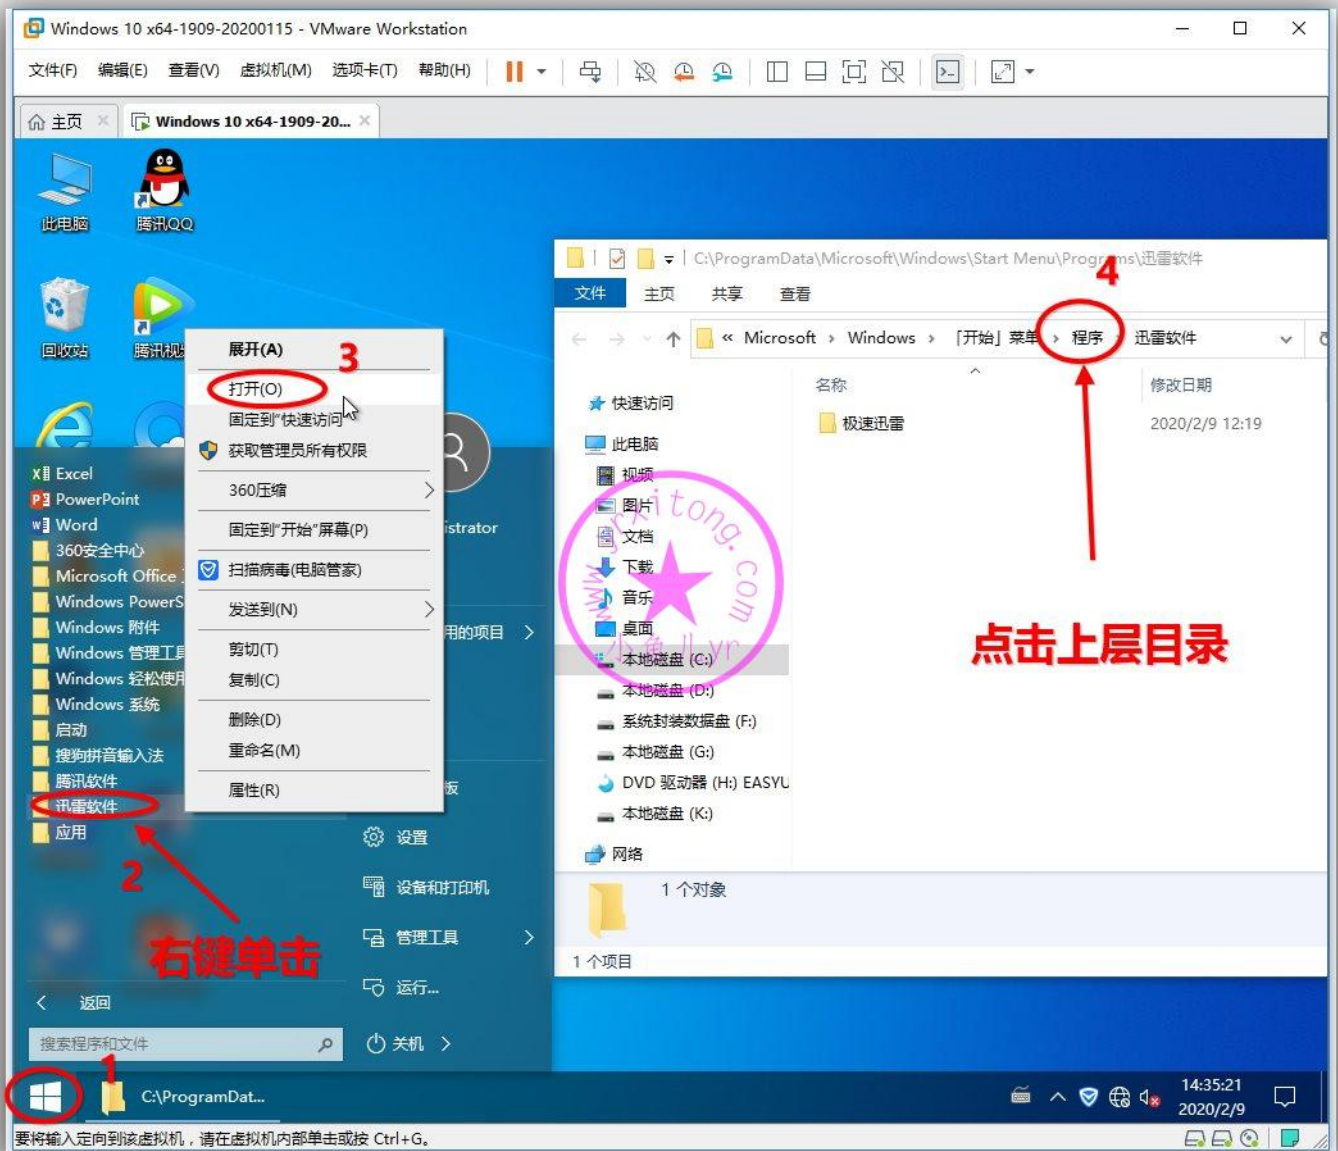 Windows 10 x64-1909-20200115 - VMware Workstation
文件(F) 编辑(E) 查看(V) 虚拟机(M) 选项卡(T) 帮助(H)
主页
Windows 10 x64-1909-20...
此电脑
腾讯QQ
回收站
腾讯视频
展开(A)
3
打开(O)
固定到"快速访问"
获取管理员所有权限
360压缩
固定到"开始"屏幕(P)
扫描病毒(电脑管家)
发送到(N)
剪切(T)
复制(C)
删除(D)
重命名(M)
属性(R)
Excel
PowerPoint
Word
360安全中心
Microsoft Office
Windows PowerS
Windows 附件
Windows 管理工具
Windows 轻松使用
Windows 系统
启动
搜狗拼音输入法
腾讯软件
迅雷软件
应用
2
右键单击
返回
搜索程序和文件
istrator
用的项目
板
设置
设备和打印机
管理工具
运行...
关机
C:\ProgramData\Microsoft\Windows\Start Menu\Programs\迅雷软件
4
文件 主页 共享 查看
« Microsoft › Windows › 「开始」菜单 › 程序 › 迅雷软件
名称 修改日期
极速迅雷 2020/2/9 12:19
快速访问
此电脑
视频
图片
文档
下载
音乐
桌面
本地磁盘 (C:)
本地磁盘 (D:)
系统封装数据盘 (F:)
本地磁盘 (G:)
DVD 驱动器 (H:) EASYU
本地磁盘 (K:)
网络
www.yrxitong.com
小鱼儿yr
点击上层目录
1 个对象
1 个项目
1
C:\ProgramDat...
14:35:21
2020/2/9
要将输入定向到该虚拟机，请在虚拟机内部单击或按 Ctrl+G。